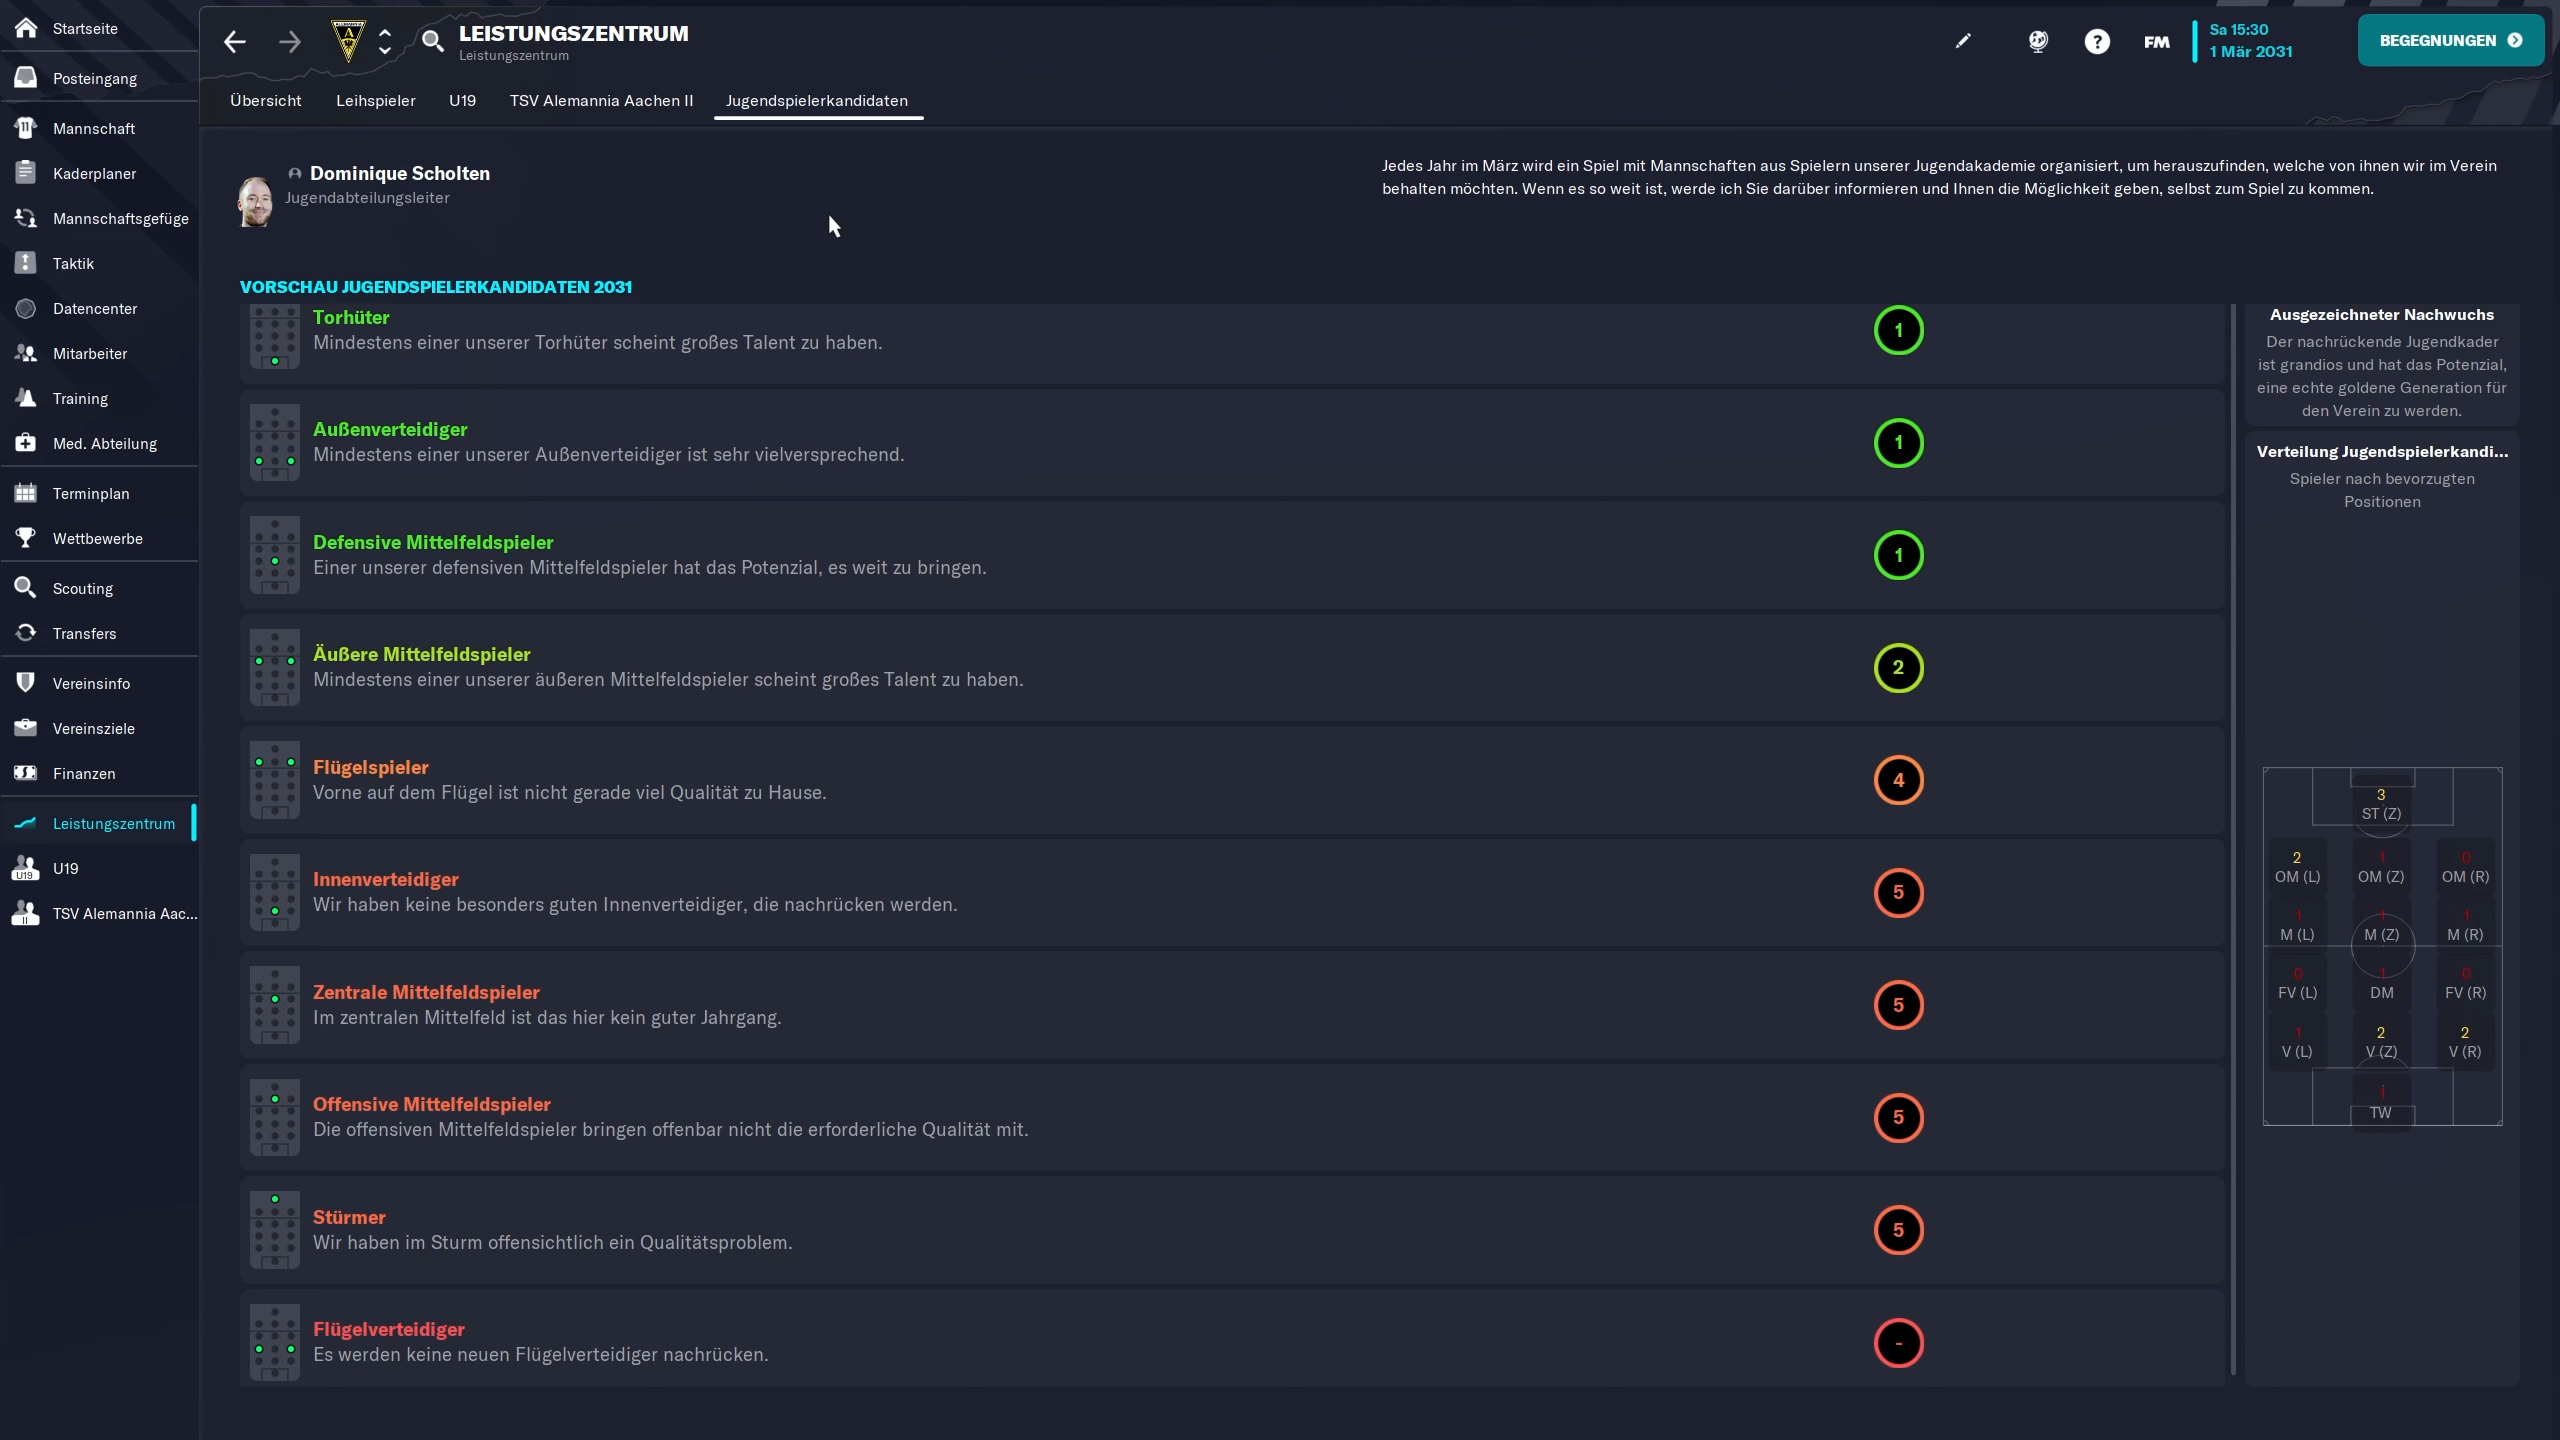 Startseite
Posteingang
Mannschaft
Kaderplaner
Mannschaftsgefüge
Taktik
Datencenter
Mitarbeiter
Training
Med. Abteilung
Terminplan
Wettbewerbe
Scouting
Transfers
Vereinsinfo
Vereinsziele
Finanzen
Leistungszentrum
U19
TSV Alemannia Aac...
LEISTUNGSZENTRUM
Leistungszentrum
FM
Sa 15:30
1 Mär 2031
BEGEGNUNGEN
Übersicht
Leihspieler
U19
TSV Alemannia Aachen II
Jugendspielerkandidaten
Dominique Scholten
Jugendabteilungsleiter
Jedes Jahr im März wird ein Spiel mit Mannschaften aus Spielern unserer Jugendakademie organisiert, um herauszufinden, welche von ihnen wir im Verein
behalten möchten. Wenn es so weit ist, werde ich Sie darüber informieren und Ihnen die Möglichkeit geben, selbst zum Spiel zu kommen.
VORSCHAU JUGENDSPIELERKANDIDATEN 2031
Torhüter
Mindestens einer unserer Torhüter scheint großes Talent zu haben.
1
Außenverteidiger
Mindestens einer unserer Außenverteidiger ist sehr vielversprechend.
1
Defensive Mittelfeldspieler
Einer unserer defensiven Mittelfeldspieler hat das Potenzial, es weit zu bringen.
1
Äußere Mittelfeldspieler
Mindestens einer unserer äußeren Mittelfeldspieler scheint großes Talent zu haben.
2
Flügelspieler
Vorne auf dem Flügel ist nicht gerade viel Qualität zu Hause.
4
Innenverteidiger
Wir haben keine besonders guten Innenverteidiger, die nachrücken werden.
5
Zentrale Mittelfeldspieler
Im zentralen Mittelfeld ist das hier kein guter Jahrgang.
5
Offensive Mittelfeldspieler
Die offensiven Mittelfeldspieler bringen offenbar nicht die erforderliche Qualität mit.
5
Stürmer
Wir haben im Sturm offensichtlich ein Qualitätsproblem.
5
Flügelverteidiger
Es werden keine neuen Flügelverteidiger nachrücken.
-
Ausgezeichneter Nachwuchs
Der nachrückende Jugendkader
ist grandios und hat das Potenzial,
eine echte goldene Generation für
den Verein zu werden.
Verteilung Jugendspielerkandi...
Spieler nach bevorzugten
Positionen
3
ST (Z)
2 1 0
OM (L) OM (Z) OM (R)
1 1 1
M (L) M (Z) M (R)
0 1 0
FV (L) DM FV (R)
1 2 2
V (L) V (Z) V (R)
1
TW